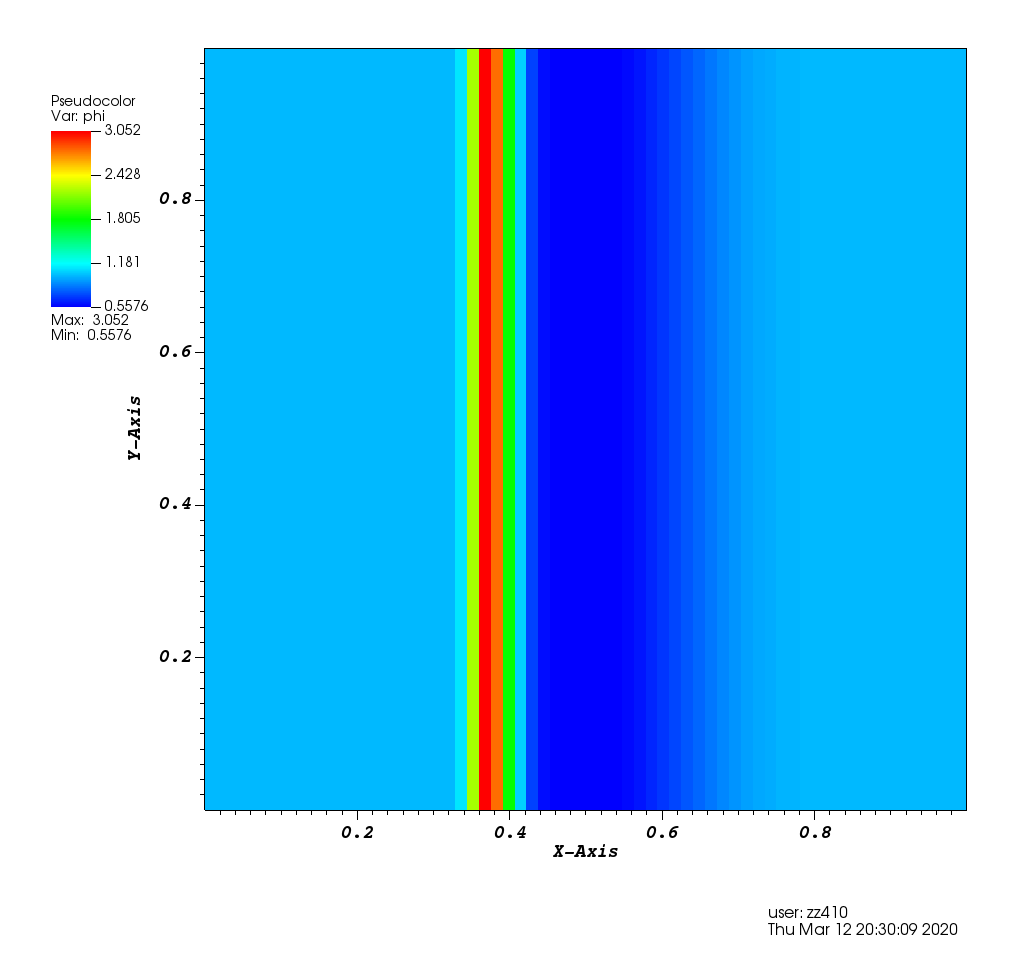 Pseudocolor
Var: phi
3.052
2.428
1.805
1.181
0.5576
Max: 3.052
Min: 0.5576
0.8
0.6
0.4
0.2
Y-Axis
0.2 0.4 0.6 0.8
X-Axis
user: zz410
Thu Mar 12 20:30:09 2020